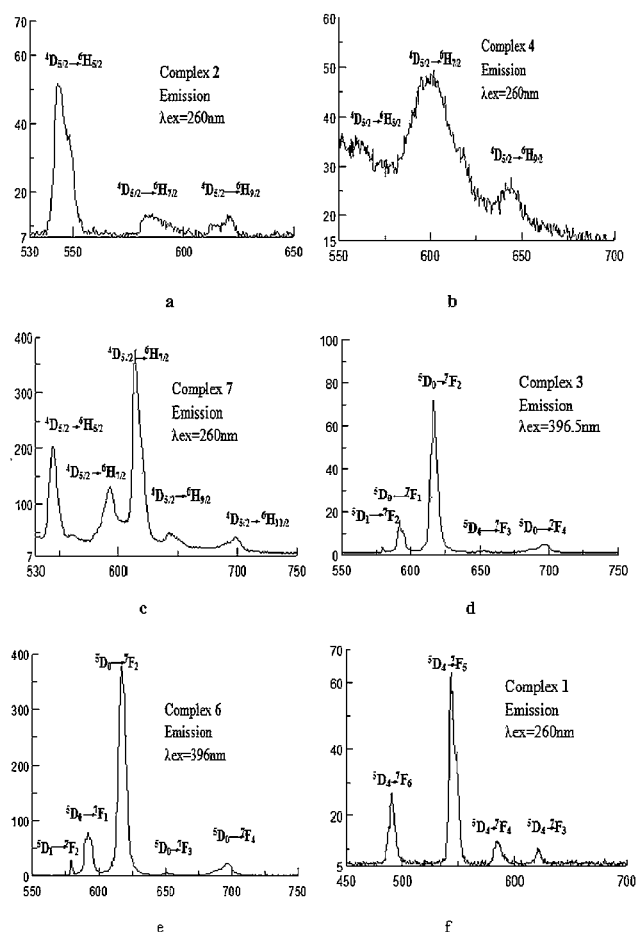 70
50
40
20
7
530
550
600
650
⁴D₅/₂→⁶H₅/₂
Complex 2
Emission
λex=260nm
⁴D₅/₂→⁶H₇/₂
⁴D₅/₂→⁶H₉/₂
a
60
50
40
30
20
15
550
600
650
700
Complex 4
Emission
λex=260nm
⁴D₅/₂→⁶H₇/₂
⁴D₅/₂→⁶H₅/₂
⁴D₅/₂→⁶H₉/₂
b
400
300
200
100
7
530
600
700
750
⁴D₅/₂→⁶H₇/₂
Complex 7
Emission
λex=260nm
⁴D₅/₂→⁶H₅/₂
⁴D₅/₂→⁶H₇/₂
⁴D₅/₂→⁶H₉/₂
⁴D₅/₂→⁶H₁₁/₂
c
100
80
60
40
20
0
550
600
650
700
750
⁵D₀→⁷F₂
Complex 3
Emission
λex=396.5nm
⁵D₀→⁷F₁
⁵D₁→⁷F₂
⁷F₃
⁵D₀→⁷F₄
d
400
300
200
100
0
550
600
650
700
750
⁵D₀→⁷F₂
Complex 6
Emission
λex=396nm
⁷F₁
⁵D₁→⁷F₂
⁵D₀→⁷F₃
⁵D₀→⁷F₄
e
70
60
40
20
5
450
500
600
700
⁵D₄→⁷F₅
Complex 1
Emission
λex=260nm
⁵D₄→⁷F₆
⁵D₄→⁷F₄
⁵D₄→⁷F₃
f